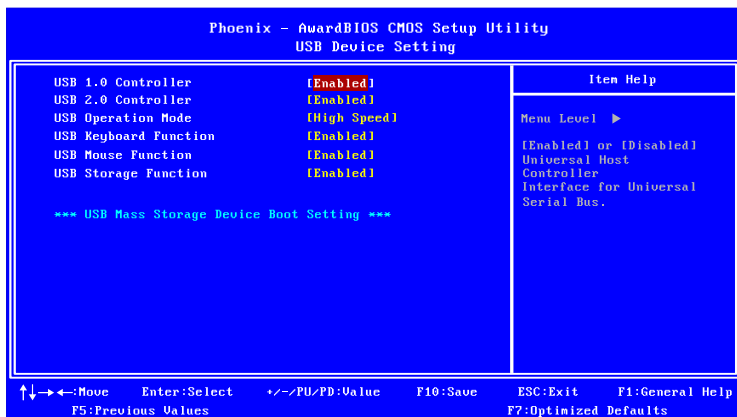 Phoenix - AwardBIOS CMOS Setup Utility
USB Device Setting
USB 1.0 Controller [Enabled]
USB 2.0 Controller [Enabled]
USB Operation Mode [High Speed]
USB Keyboard Function [Enabled]
USB Mouse Function [Enabled]
USB Storage Function [Enabled]
*** USB Mass Storage Device Boot Setting ***
Item Help
Menu Level ▶
[Enabled] or [Disabled]
Universal Host
Controller
Interface for Universal
Serial Bus.
↑↓→←:Move Enter:Select +/-/PU/PD:Value F10:Save ESC:Exit F1:General Help
F5:Previous Values F7:Optimized Defaults